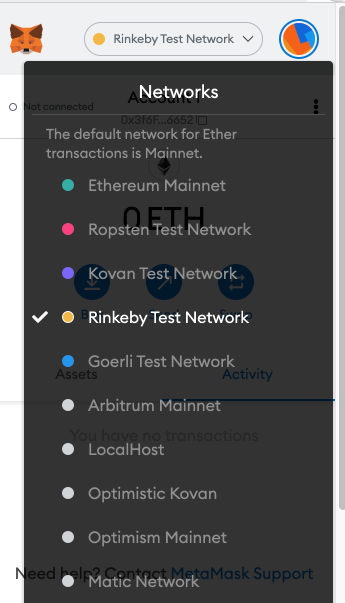 Rinkeby Test Network
Networks
Not connected
Account 1
0x3f6F...6652
The default network for Ether
transactions is Mainnet.
Ethereum Mainnet
0 ETH
Ropsten Test Network
Kovan Test Network
Rinkeby Test Network
Goerli Test Network
Assets
Activity
Arbitrum Mainnet
You have no transactions
LocalHost
Optimistic Kovan
Optimism Mainnet
Need help? Contact MetaMask Support
Matic Network